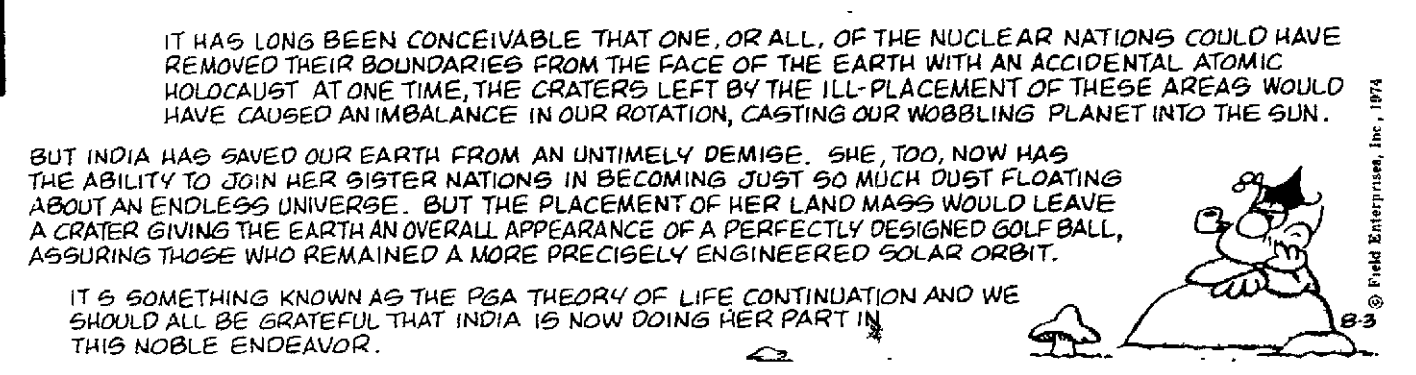 IT HAS LONG BEEN CONCEIVABLE THAT ONE, OR ALL, OF THE NUCLEAR NATIONS COULD HAVE
REMOVED THEIR BOUNDARIES FROM THE FACE OF THE EARTH WITH AN ACCIDENTAL ATOMIC
HOLOCAUST AT ONE TIME, THE CRATERS LEFT BY THE ILL-PLACEMENT OF THESE AREAS WOULD
HAVE CAUSED AN IMBALANCE IN OUR ROTATION, CASTING OUR WOBBLING PLANET INTO THE SUN.
BUT INDIA HAS SAVED OUR EARTH FROM AN UNTIMELY DEMISE. SHE, TOO, NOW HAS
THE ABILITY TO JOIN HER SISTER NATIONS IN BECOMING JUST SO MUCH DUST FLOATING
ABOUT AN ENDLESS UNIVERSE. BUT THE PLACEMENT OF HER LAND MASS WOULD LEAVE
A CRATER GIVING THE EARTH AN OVERALL APPEARANCE OF A PERFECTLY DESIGNED GOLF BALL,
ASSURING THOSE WHO REMAINED A MORE PRECISELY ENGINEERED SOLAR ORBIT.
IT S SOMETHING KNOWN AS THE PGA THEORY OF LIFE CONTINUATION AND WE
SHOULD ALL BE GRATEFUL THAT INDIA IS NOW DOING HER PART IN
THIS NOBLE ENDEAVOR.
8-3
© Field Enterprises, Inc, 1974